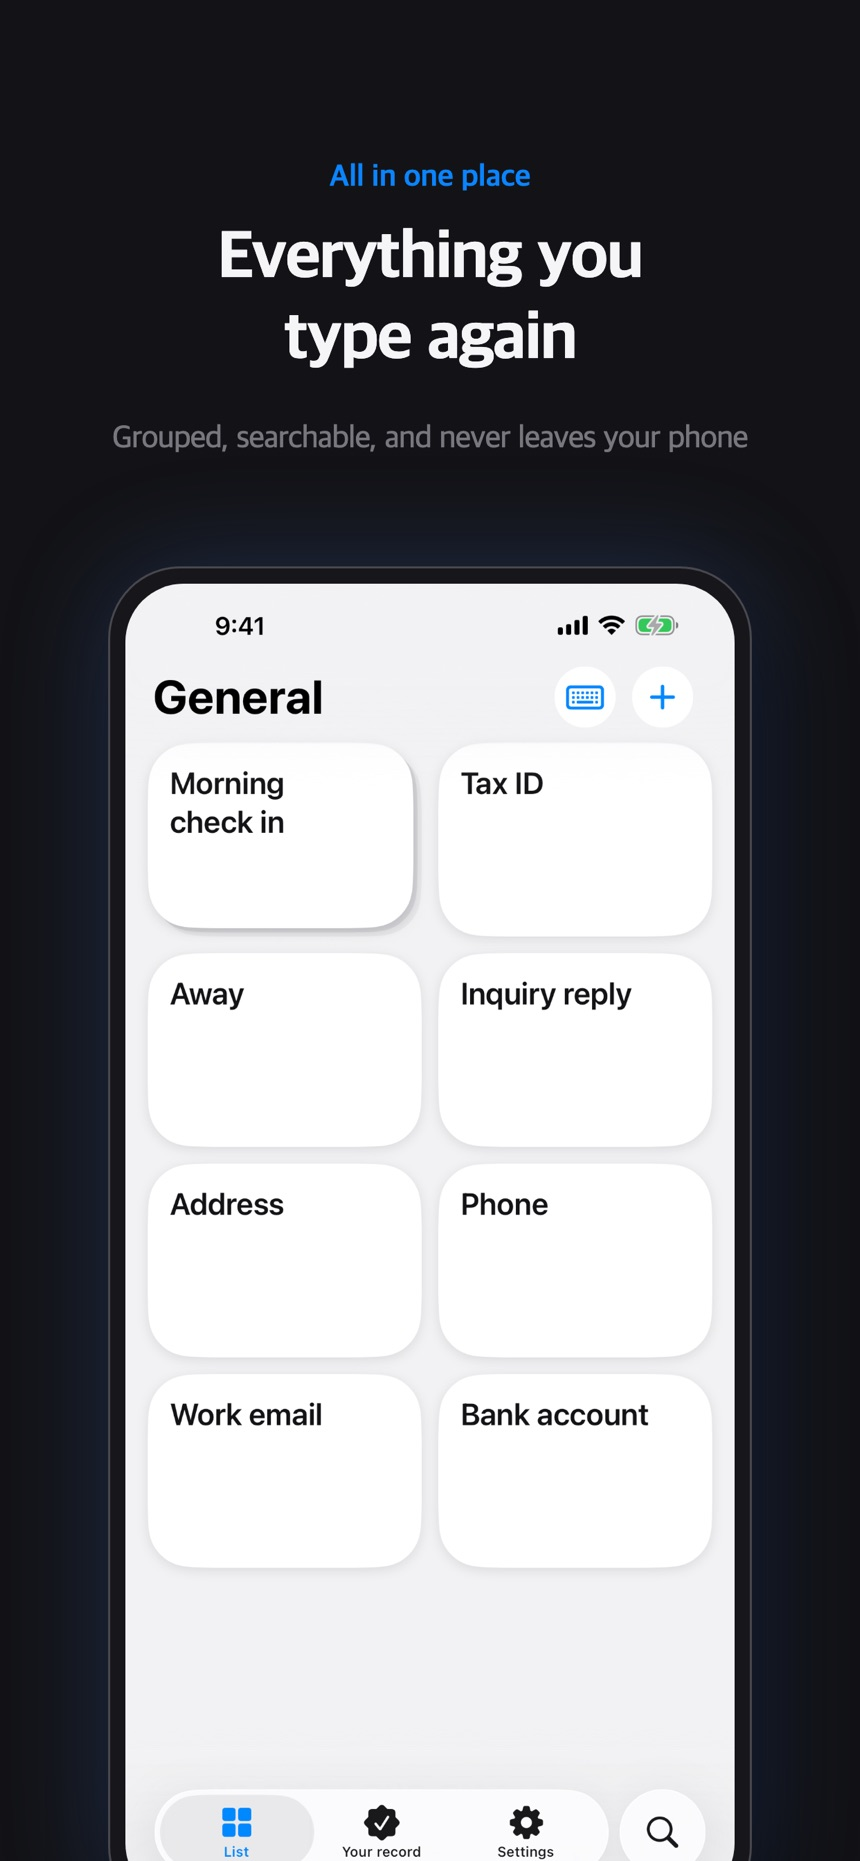 All in one place
Everything you
type again
Grouped, searchable, and never leaves your phone
9:41
General
Morning
check in
Tax ID
Away
Inquiry reply
Address
Phone
Work email
Bank account
List
Your record
Settings